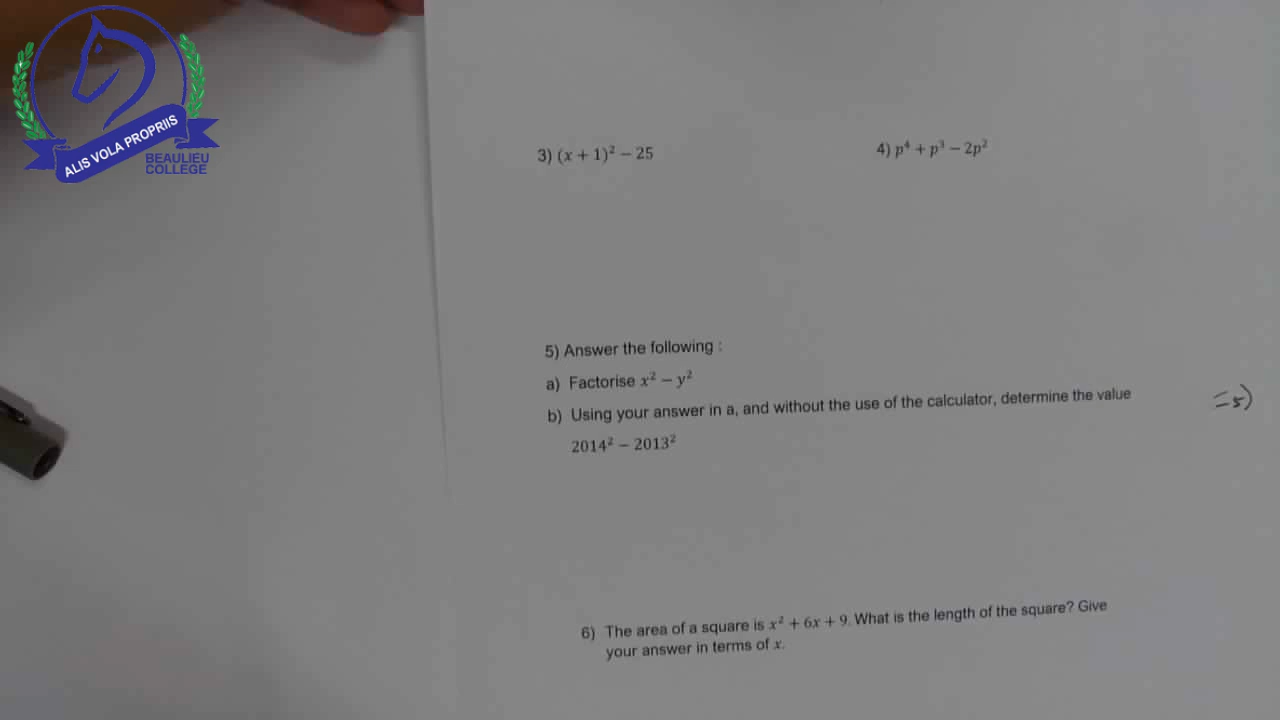 ALIS VOLA PROPRIIS
BEAULIEU
COLLEGE
3) (x + 1)² − 25
4) p⁴ + p³ − 2p²
5) Answer the following :
a) Factorise x² − y²
b) Using your answer in a, and without the use of the calculator, determine the value
2014² − 2013²
=5)
6) The area of a square is x² + 6x + 9. What is the length of the square? Give
your answer in terms of x.